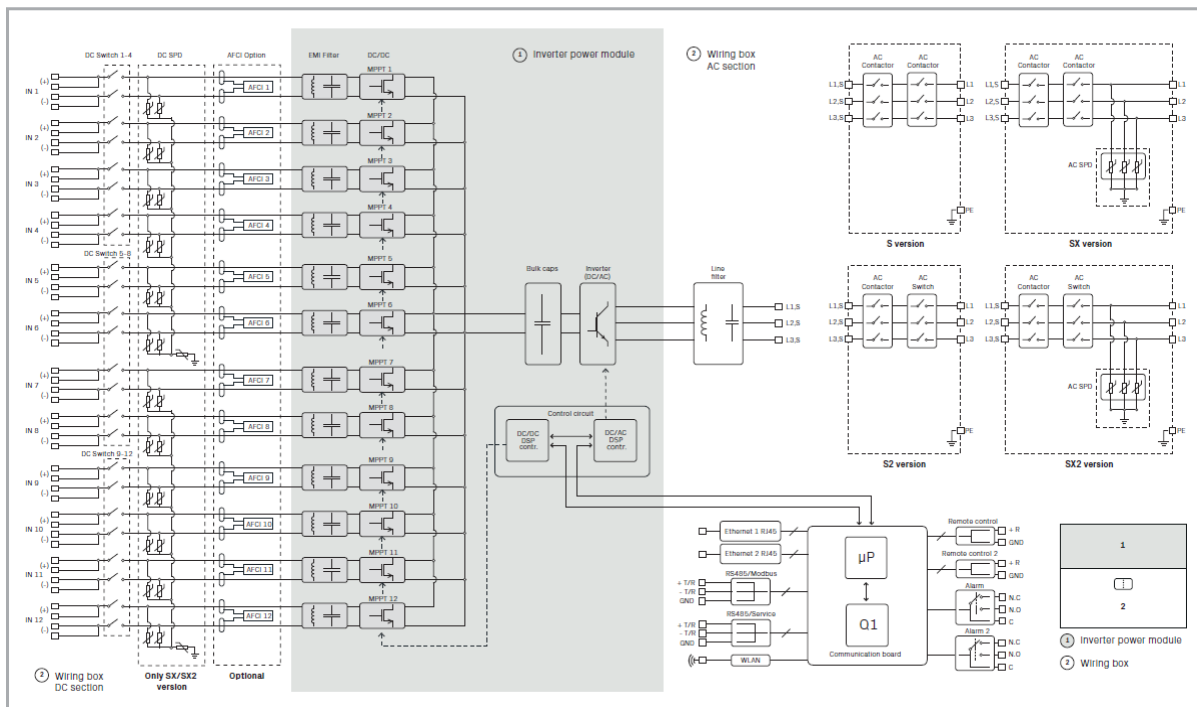 DC Switch 1-4
DC SPD
AFCI Option
EMI Filter
DC/DC
1 Inverter power module
2 Wiring box
AC section
(+)
IN 1
(-)
AFCI 1
MPPT 1
(+)
IN 2
(-)
AFCI 2
MPPT 2
(+)
IN 3
(-)
AFCI 3
MPPT 3
(+)
IN 4
(-)
AFCI 4
MPPT 4
DC Switch 5-8
(+)
IN 5
(-)
AFCI 5
MPPT 5
(+)
IN 6
(-)
AFCI 6
MPPT 6
(+)
IN 7
(-)
AFCI 7
MPPT 7
(+)
IN 8
(-)
AFCI 8
MPPT 8
DC Switch 9-12
(+)
IN 9
(-)
AFCI 9
MPPT 9
(+)
IN 10
(-)
AFCI 10
MPPT 10
(+)
IN 11
(-)
AFCI 11
MPPT 11
(+)
IN 12
(-)
AFCI 12
MPPT 12
2 Wiring box
DC section
Only SX/SX2
version
Optional
Bulk caps
Inverter
(DC/AC)
Line
filter
L1,S
L2,S
L3,S
Control circuit
DC/DC
DSP
contr.
DC/AC
DSP
contr.
AC
Contactor
AC
Contactor
L1,S
L2,S
L3,S
L1
L2
L3
PE
S version
AC
Contactor
AC
Contactor
L1,S
L2,S
L3,S
L1
L2
L3
AC SPD
PE
SX version
AC
Contactor
AC
Switch
L1,S
L2,S
L3,S
L1
L2
L3
PE
S2 version
AC
Contactor
AC
Switch
L1,S
L2,S
L3,S
L1
L2
L3
AC SPD
PE
SX2 version
Ethernet 1 RJ45
Ethernet 2 RJ45
RS485/Modbus
+ T/R
- T/R
GND
RS485/Service
+ T/R
- T/R
GND
WLAN
µP
Q1
Communication board
Remote control
+ R
GND
Remote control 2
+ R
GND
Alarm
N.C
N.O
C
Alarm 2
N.C
N.O
C
1
2
1 Inverter power module
2 Wiring box